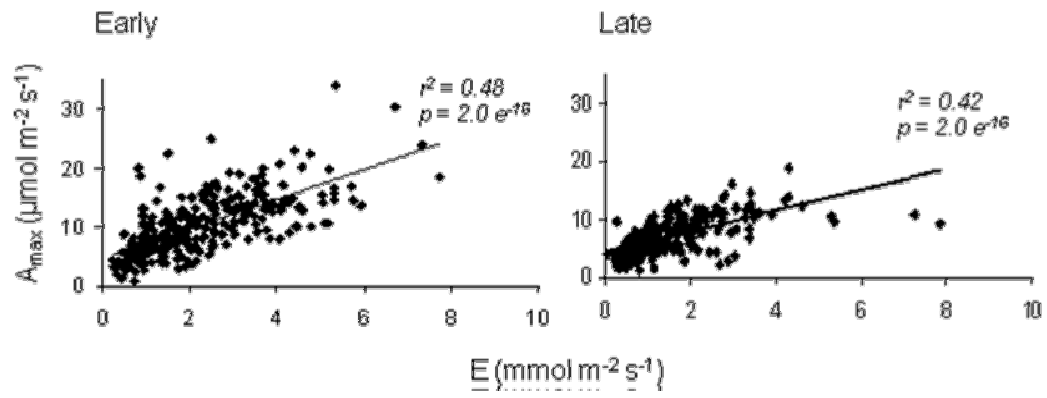 Early
Late
A_max (μmol m⁻² s⁻¹)
30
20
10
0
r² = 0.48
p = 2.0 e⁻¹⁶
0 2 4 6 8 10
30
20
10
0
r² = 0.42
p = 2.0 e⁻¹⁶
0 2 4 6 8 10
E (mmol m⁻² s⁻¹)